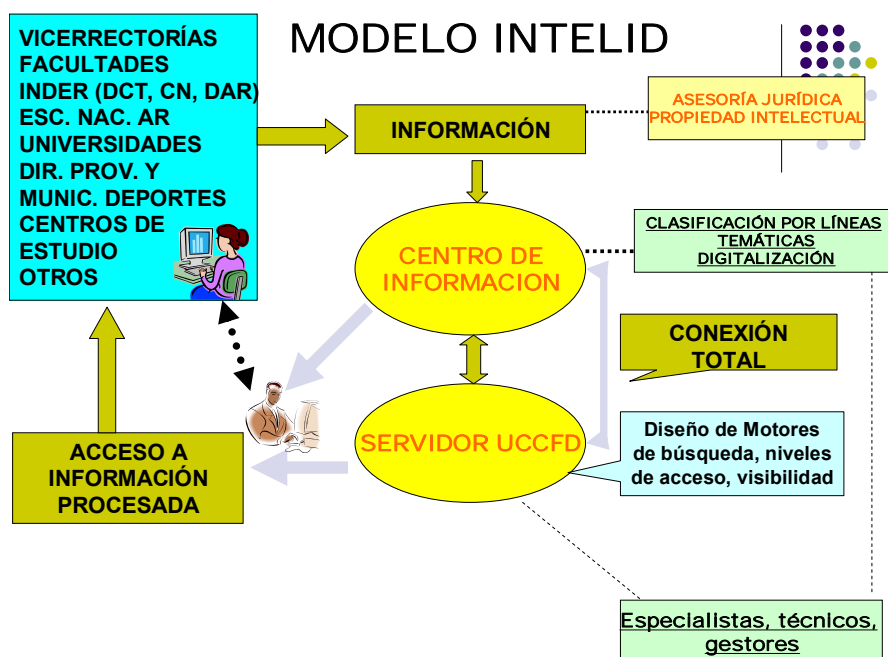 MODELO INTELID
VICERRECTORÍAS
FACULTADES
INDER (DCT, CN, DAR)
ESC. NAC. AR
UNIVERSIDADES
DIR. PROV. Y
MUNIC. DEPORTES
CENTROS DE
ESTUDIO
OTROS
INFORMACIÓN
ASESORÍA JURÍDICA
PROPIEDAD INTELECTUAL
CENTRO DE
INFORMACION
CLASIFICACIÓN POR LÍNEAS
TEMÁTICAS
DIGITALIZACIÓN
CONEXIÓN
TOTAL
SERVIDOR UCCFD
Diseño de Motores
de búsqueda, niveles
de acceso, visibilidad
ACCESO A
INFORMACIÓN
PROCESADA
Especialistas, técnicos,
gestores